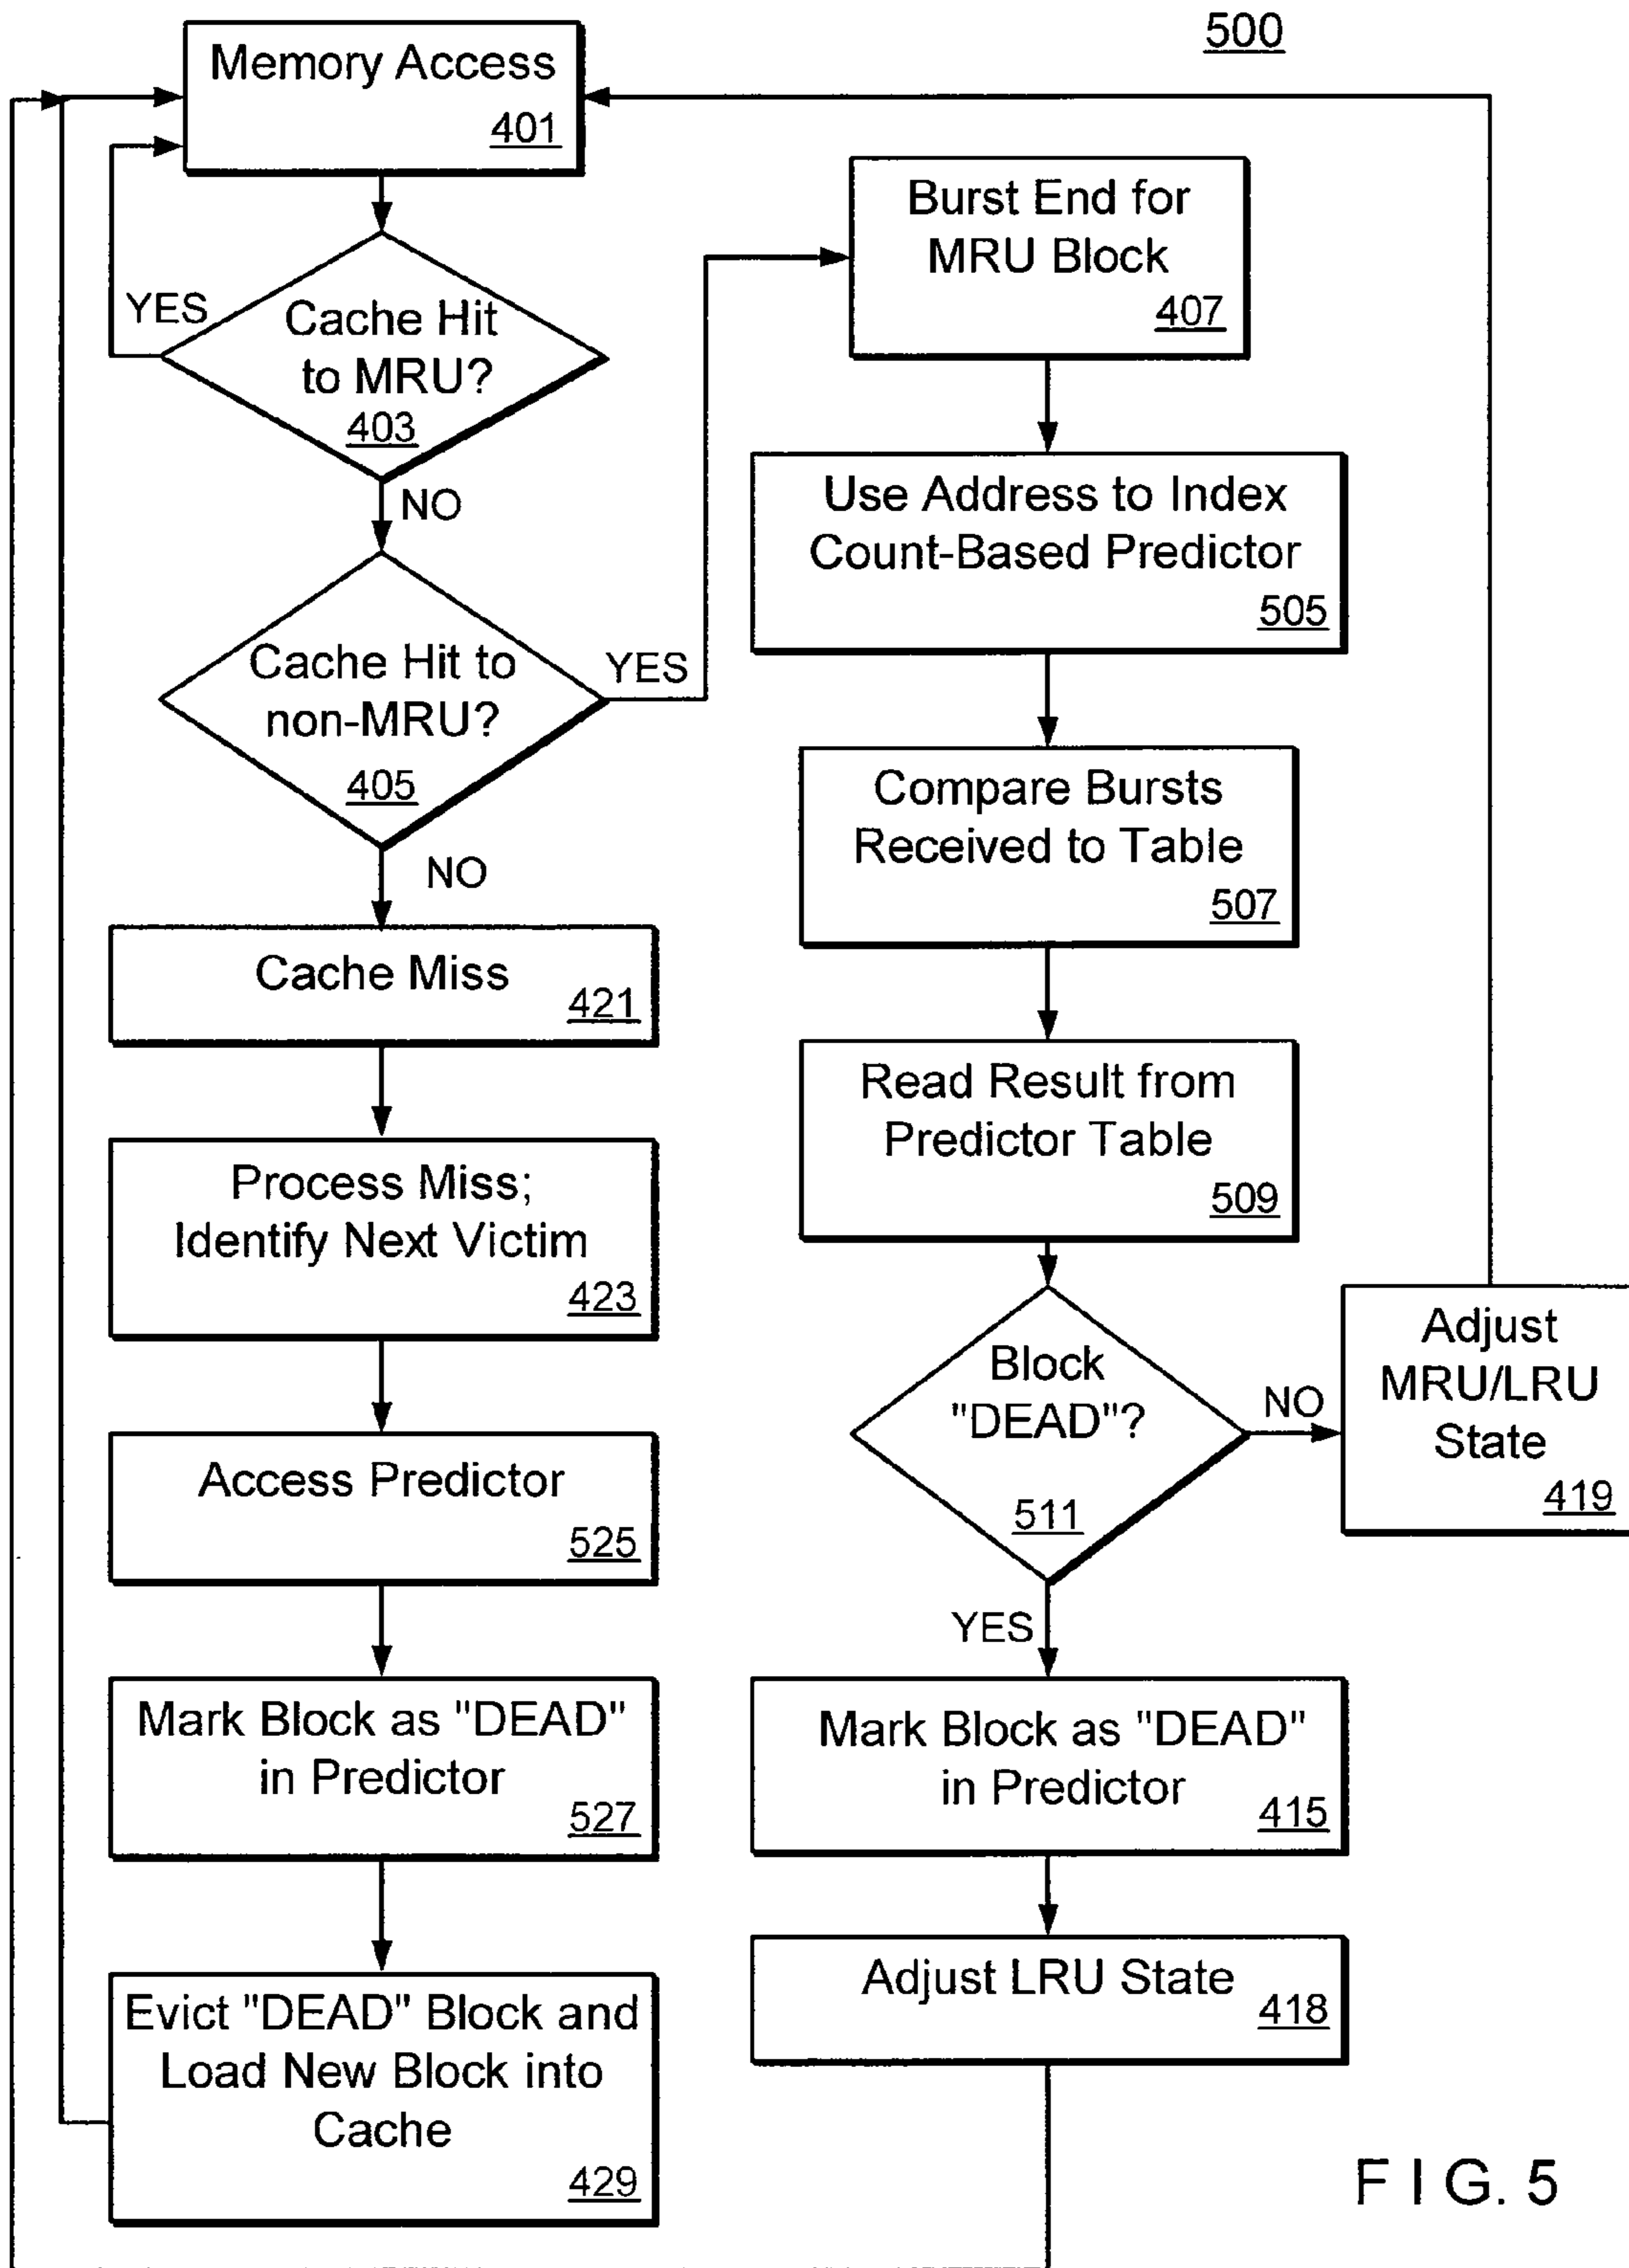 500
Memory Access
401
YES
Cache Hit
to MRU?
403
NO
Cache Hit to
non-MRU?
405
YES
NO
Cache Miss
421
Process Miss;
Identify Next Victim
423
Access Predictor
525
Mark Block as "DEAD"
in Predictor
527
Evict "DEAD" Block and
Load New Block into
Cache
429
Burst End for
MRU Block
407
Use Address to Index
Count-Based Predictor
505
Compare Bursts
Received to Table
507
Read Result from
Predictor Table
509
Block
"DEAD"?
511
NO
Adjust
MRU/LRU
State
419
YES
Mark Block as "DEAD"
in Predictor
415
Adjust LRU State
418
FIG. 5